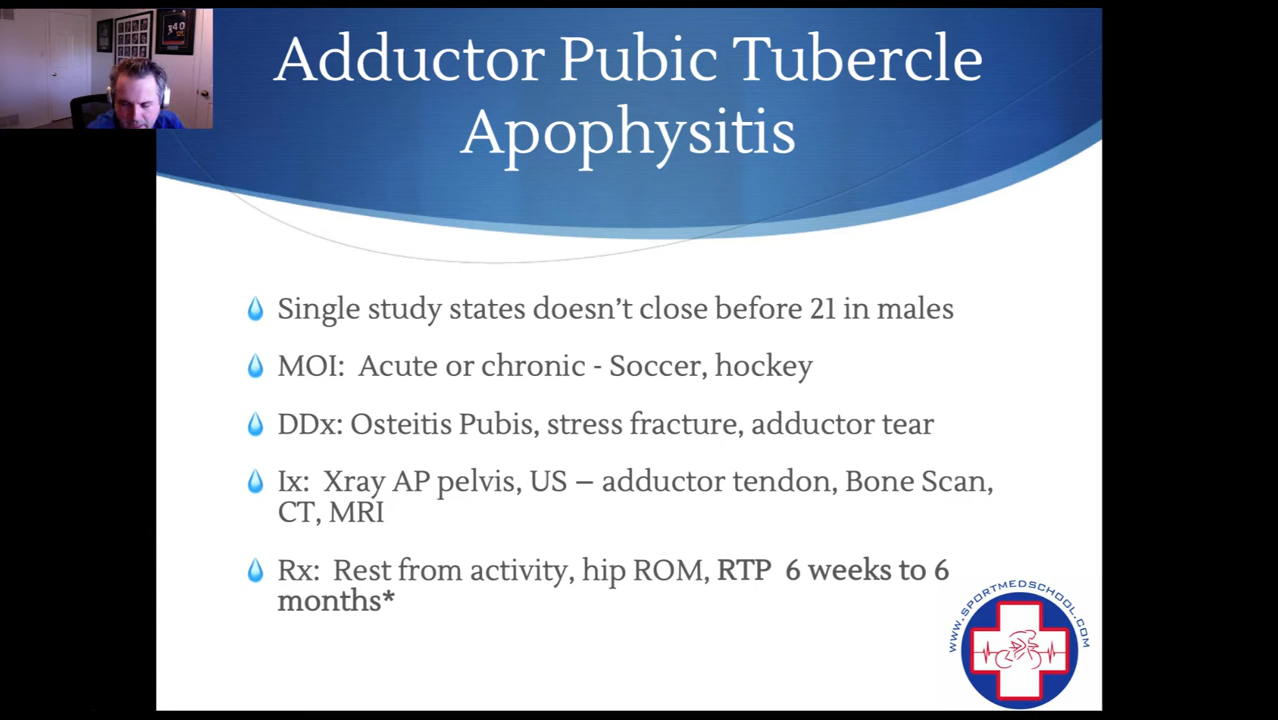 Adductor Pubic Tubercle
Apophysitis
Single study states doesn't close before 21 in males
MOI:  Acute or chronic - Soccer, hockey
DDx: Osteitis Pubis, stress fracture, adductor tear
Ix:  Xray AP pelvis, US – adductor tendon, Bone Scan,
CT, MRI
Rx:  Rest from activity, hip ROM, RTP  6 weeks to 6
months*
WWW.SPORTMEDSCHOOL.COM